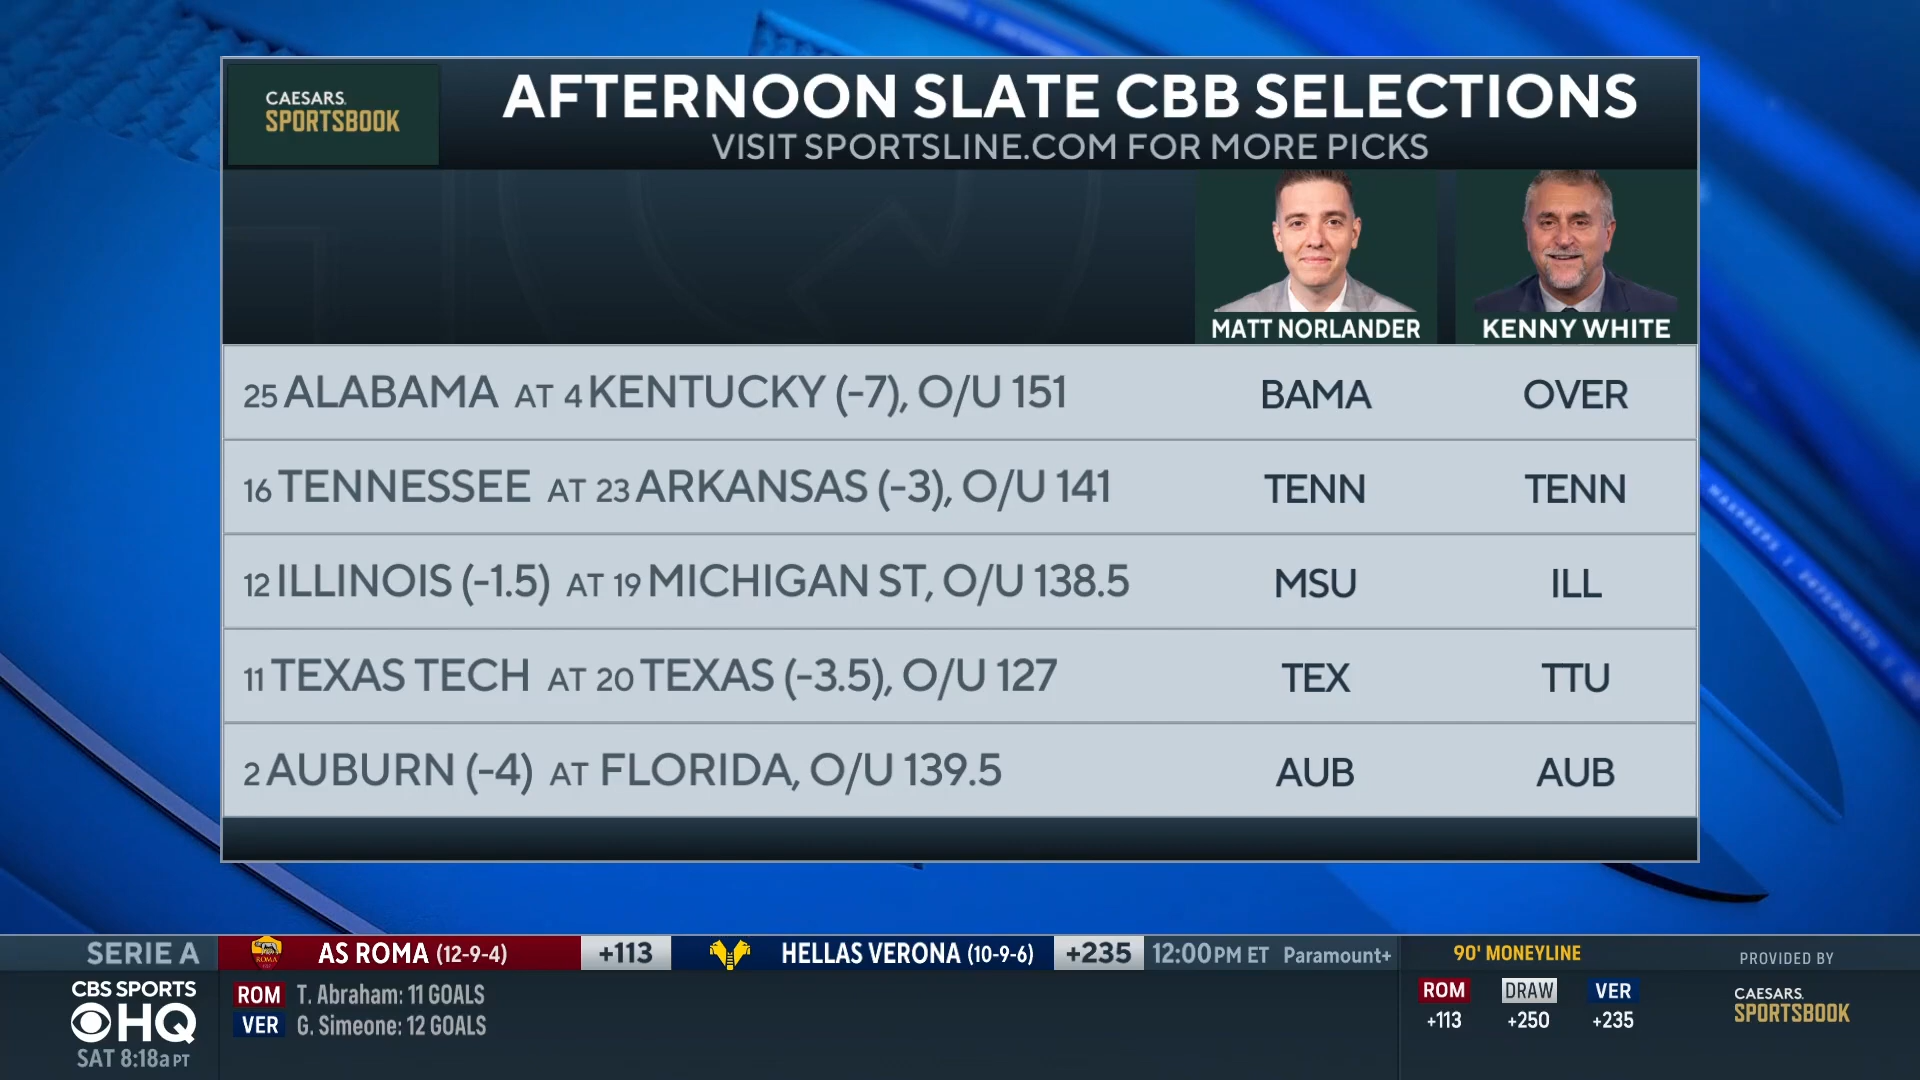 CAESARS
SPORTSBOOK
AFTERNOON SLATE CBB SELECTIONS
VISIT SPORTSLINE.COM FOR MORE PICKS
MATT NORLANDER KENNY WHITE
25 ALABAMA AT 4 KENTUCKY (-7), O/U 151 BAMA OVER
16 TENNESSEE AT 23 ARKANSAS (-3), O/U 141 TENN TENN
12 ILLINOIS (-1.5) AT 19 MICHIGAN ST, O/U 138.5 MSU ILL
11 TEXAS TECH AT 20 TEXAS (-3.5), O/U 127 TEX TTU
2 AUBURN (-4) AT FLORIDA, O/U 139.5 AUB AUB
SERIE A ROMA AS ROMA (12-9-4) +113 HELLAS VERONA (10-9-6) +235 12:00PM ET Paramount+
CBS SPORTS
HQ
SAT 8:18a PT
ROM T. Abraham: 11 GOALS
VER G. Simeone: 12 GOALS
90' MONEYLINE
ROM DRAW VER
+113 +250 +235
PROVIDED BY
CAESARS
SPORTSBOOK
MAXPREPS | 247SPORTS